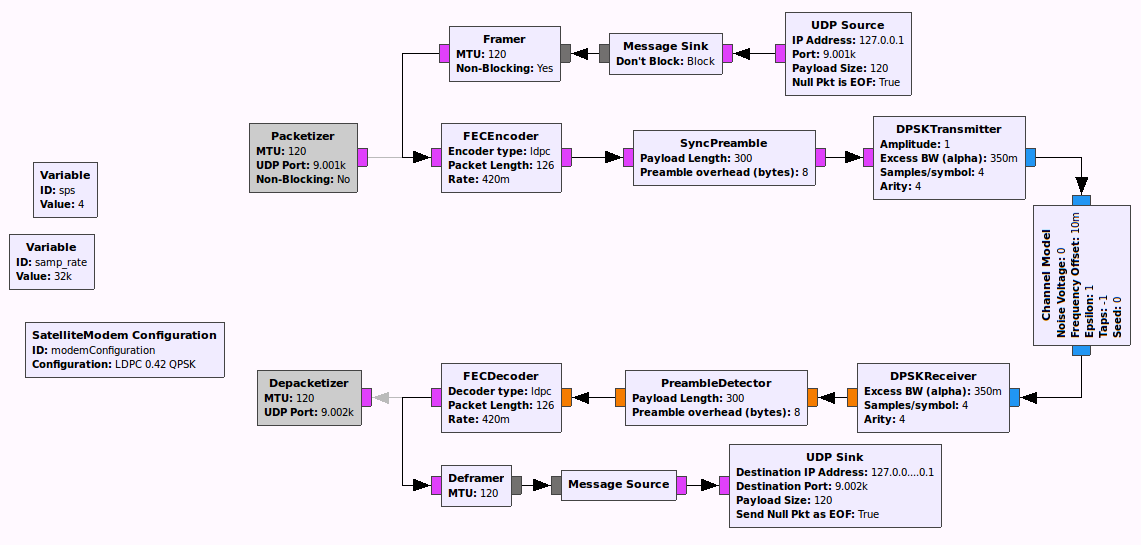 Framer
MTU: 120
Non-Blocking: Yes
Message Sink
Don't Block: Block
UDP Source
IP Address: 127.0.0.1
Port: 9.001k
Payload Size: 120
Null Pkt is EOF: True
Packetizer
MTU: 120
UDP Port: 9.001k
Non-Blocking: No
FECEncoder
Encoder type: ldpc
Packet Length: 126
Rate: 420m
SyncPreamble
Payload Length: 300
Preamble overhead (bytes): 8
DPSKTransmitter
Amplitude: 1
Excess BW (alpha): 350m
Samples/symbol: 4
Arity: 4
Variable
ID: sps
Value: 4
Variable
ID: samp_rate
Value: 32k
Channel Model
Noise Voltage: 0
Frequency Offset: 10m
Epsilon: 1
Taps: -1
Seed: 0
SatelliteModem Configuration
ID: modemConfiguration
Configuration: LDPC 0.42 QPSK
Depacketizer
MTU: 120
UDP Port: 9.002k
FECDecoder
Decoder type: ldpc
Packet Length: 126
Rate: 420m
PreambleDetector
Payload Length: 300
Preamble overhead (bytes): 8
DPSKReceiver
Excess BW (alpha): 350m
Samples/symbol: 4
Arity: 4
Deframer
MTU: 120
Message Source
UDP Sink
Destination IP Address: 127.0.0....0.1
Destination Port: 9.002k
Payload Size: 120
Send Null Pkt as EOF: True